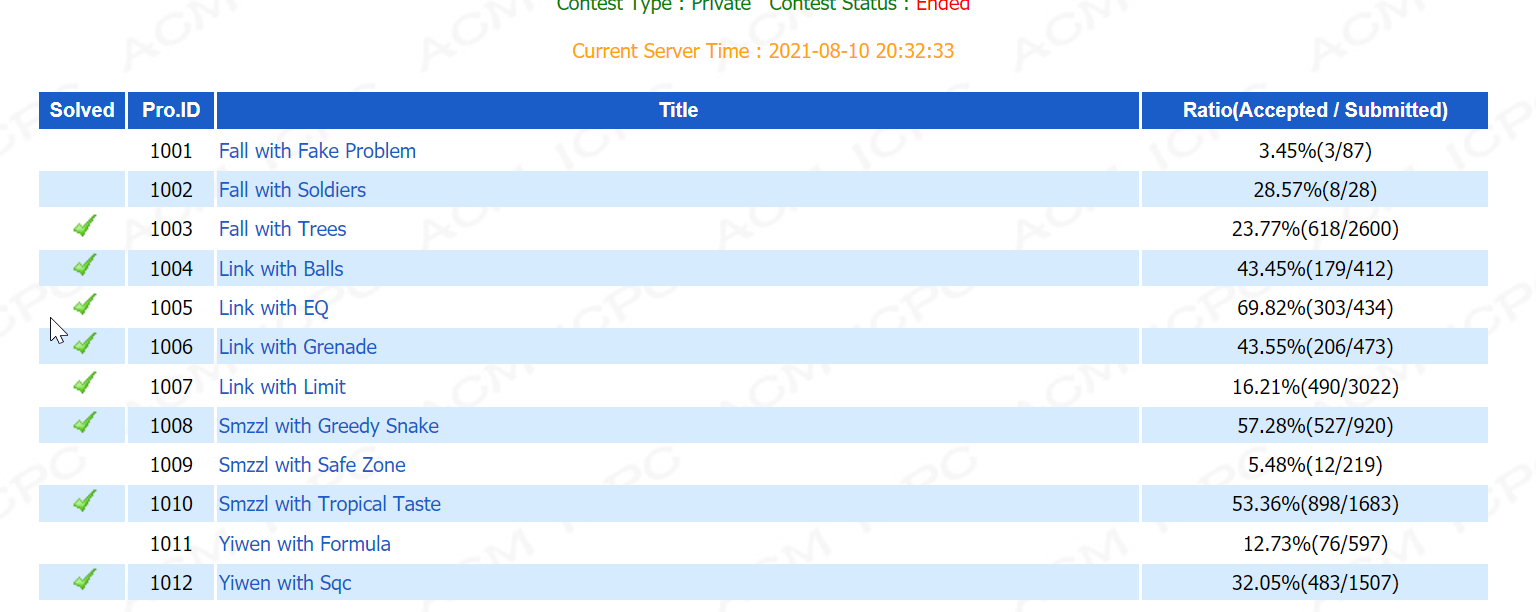 Contest Type : Private Contest Status : Ended
Current Server Time : 2021-08-10 20:32:33
Solved Pro.ID Title Ratio(Accepted / Submitted)
1001 Fall with Fake Problem 3.45%(3/87)
1002 Fall with Soldiers 28.57%(8/28)
1003 Fall with Trees 23.77%(618/2600)
1004 Link with Balls 43.45%(179/412)
1005 Link with EQ 69.82%(303/434)
1006 Link with Grenade 43.55%(206/473)
1007 Link with Limit 16.21%(490/3022)
1008 Smzzl with Greedy Snake 57.28%(527/920)
1009 Smzzl with Safe Zone 5.48%(12/219)
1010 Smzzl with Tropical Taste 53.36%(898/1683)
1011 Yiwen with Formula 12.73%(76/597)
1012 Yiwen with Sqc 32.05%(483/1507)
ACM ICPC